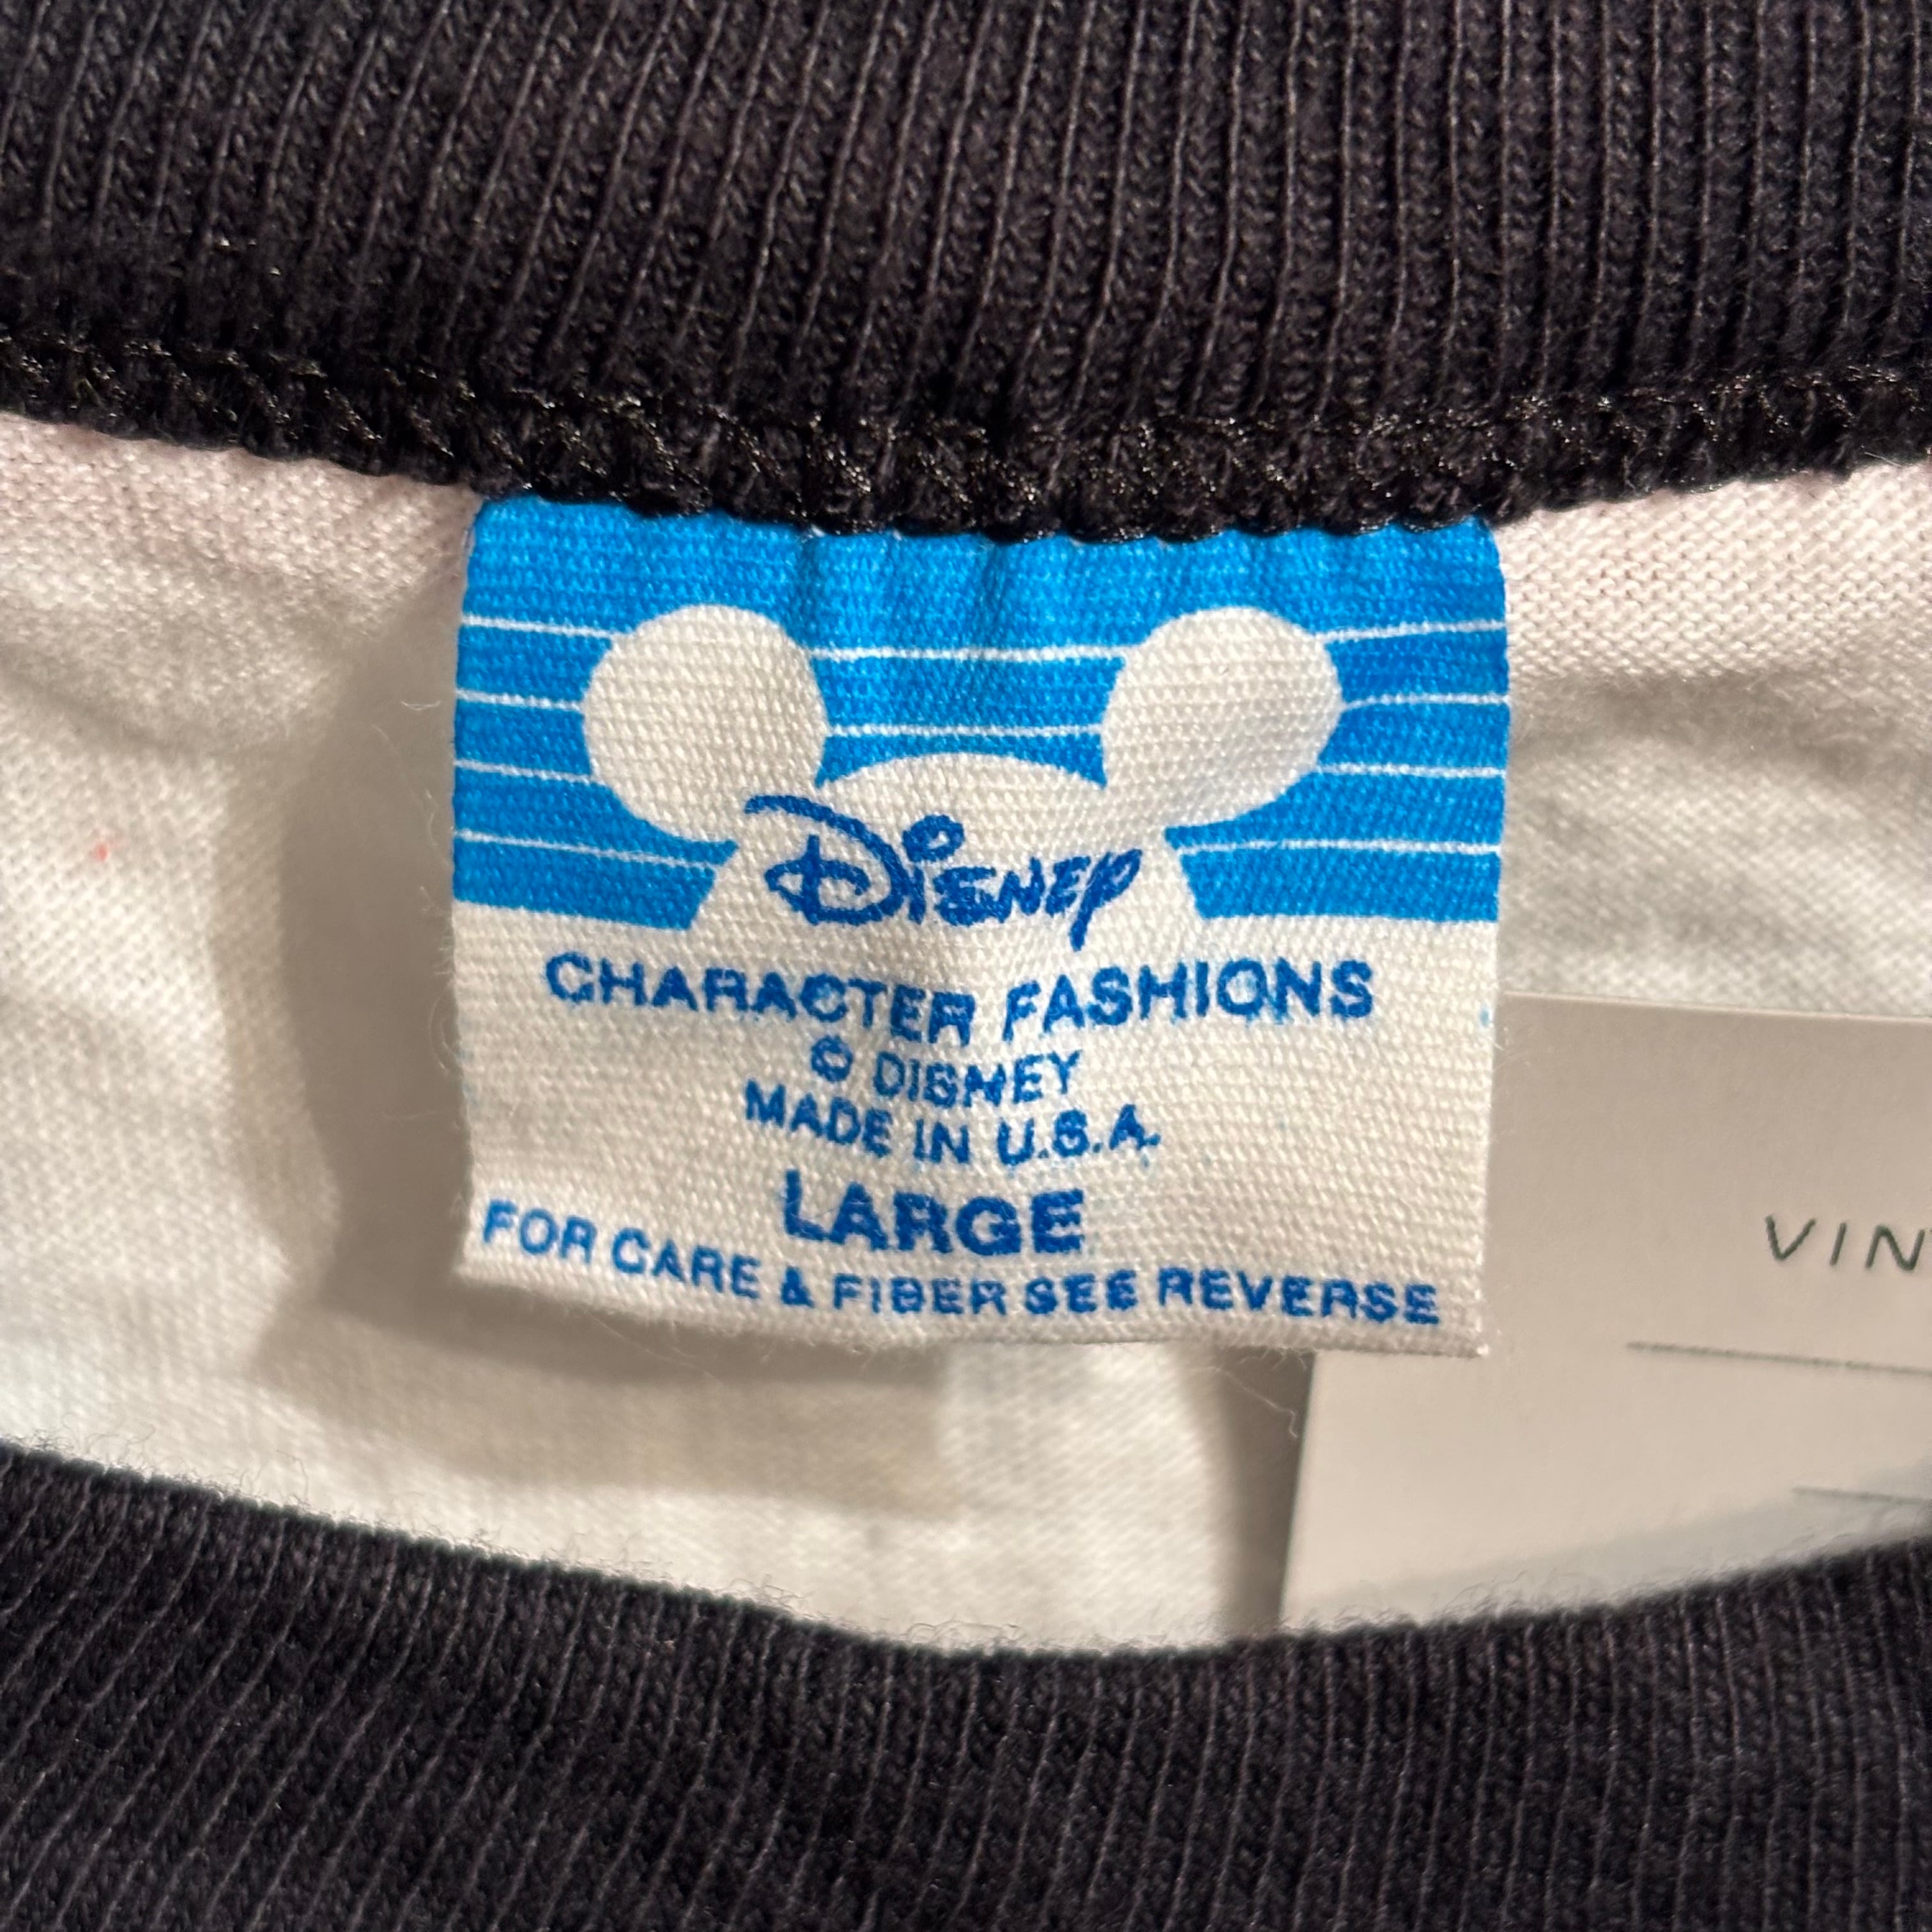 Disney
CHARACTER FASHIONS
© DISNEY
MADE IN U.S.A.
LARGE
FOR CARE & FIBER SEE REVERSE
VIN